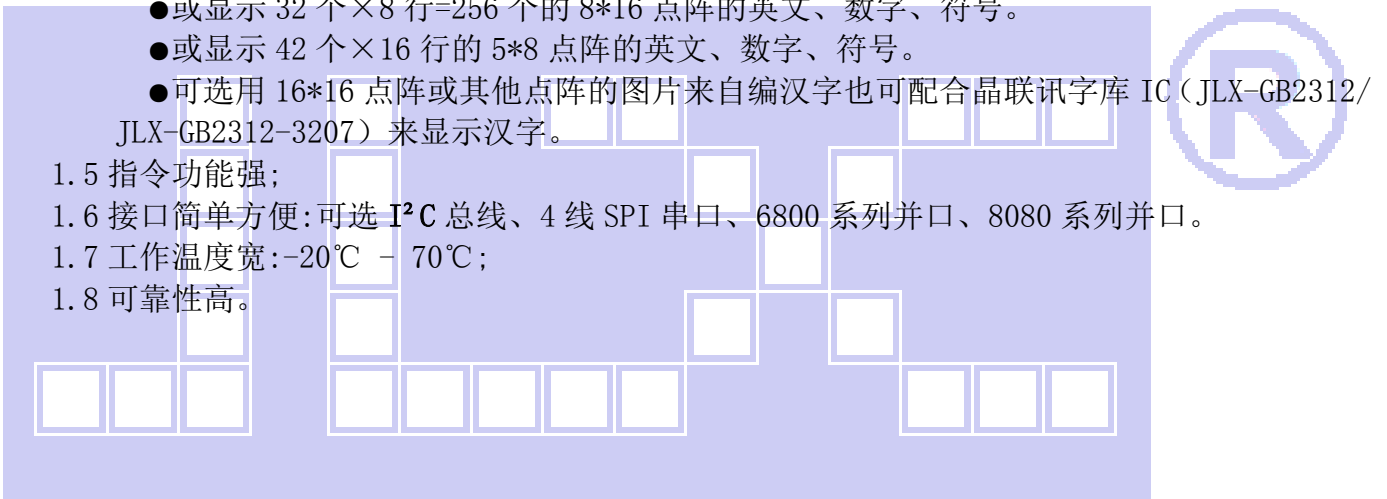 ●或显示 32 个×8 行=256 个的 8*16 点阵的英文、数字、符号。
●或显示 42 个×16 行的 5*8 点阵的英文、数字、符号。
●可选用 16*16 点阵或其他点阵的图片来自编汉字也可配合晶联讯字库 IC（JLX-GB2312/
JLX-GB2312-3207）来显示汉字。
1.5 指令功能强;
1.6 接口简单方便:可选 I²C 总线、4 线 SPI 串口、6800 系列并口、8080 系列并口。
1.7 工作温度宽:-20℃ - 70℃;
1.8 可靠性高。
JLX
®